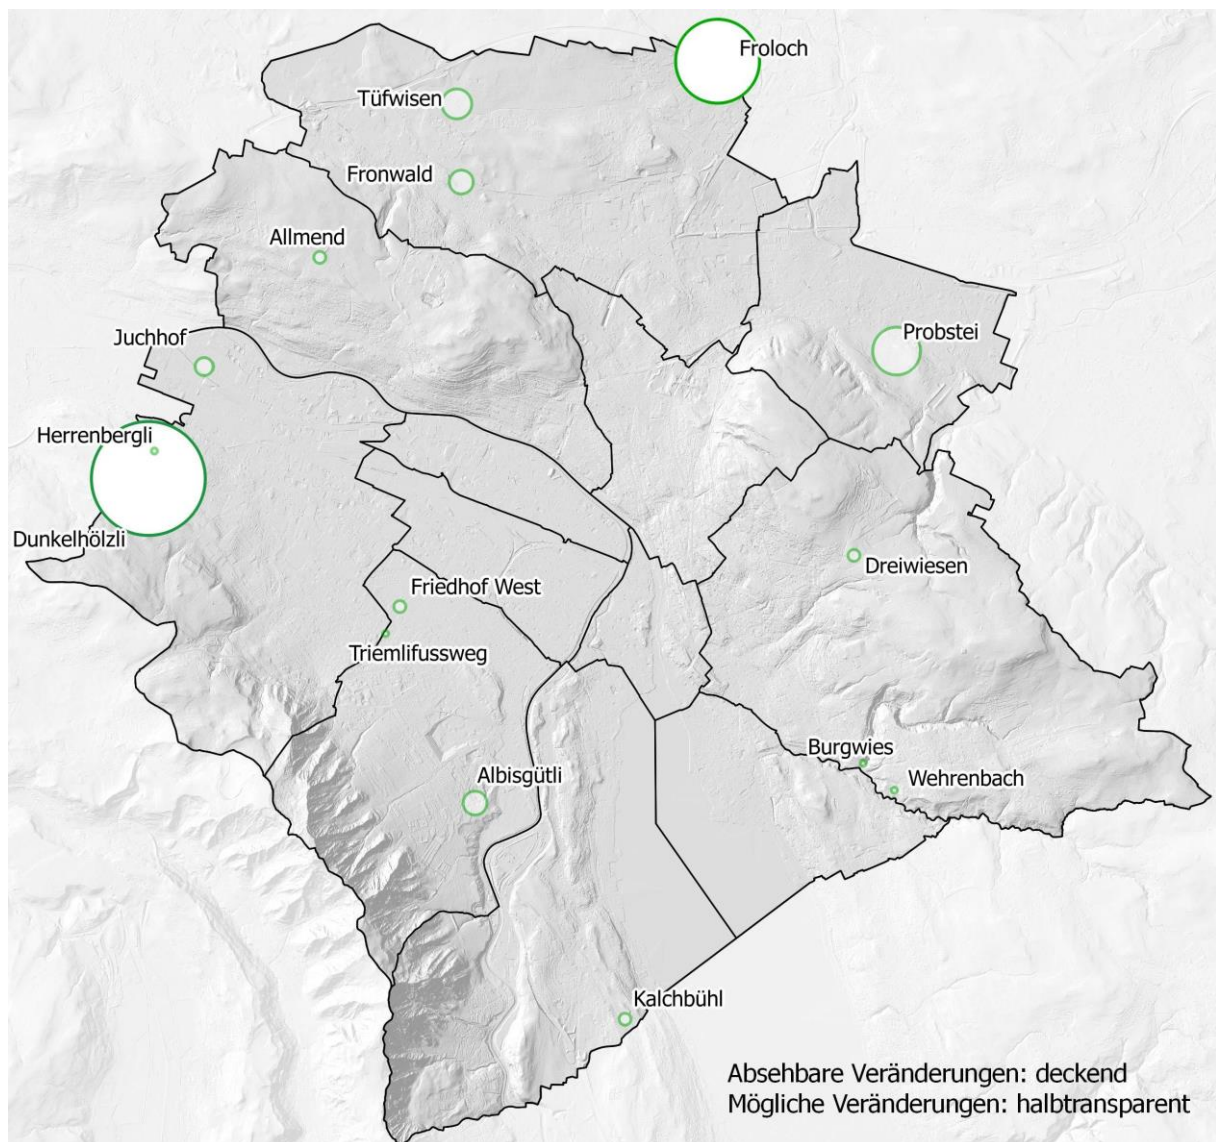 Froloch
Tüfwisen
Fronwald
Allmend
Juchhof
Probstei
Herrenbergli
Dunkelhölzli
Dreiwiesen
Friedhof West
Triemlifussweg
Burgwies
Wehrenbach
Albisgütli
Kalchbühl
Absehbare Veränderungen: deckend
Mögliche Veränderungen: halbtransparent